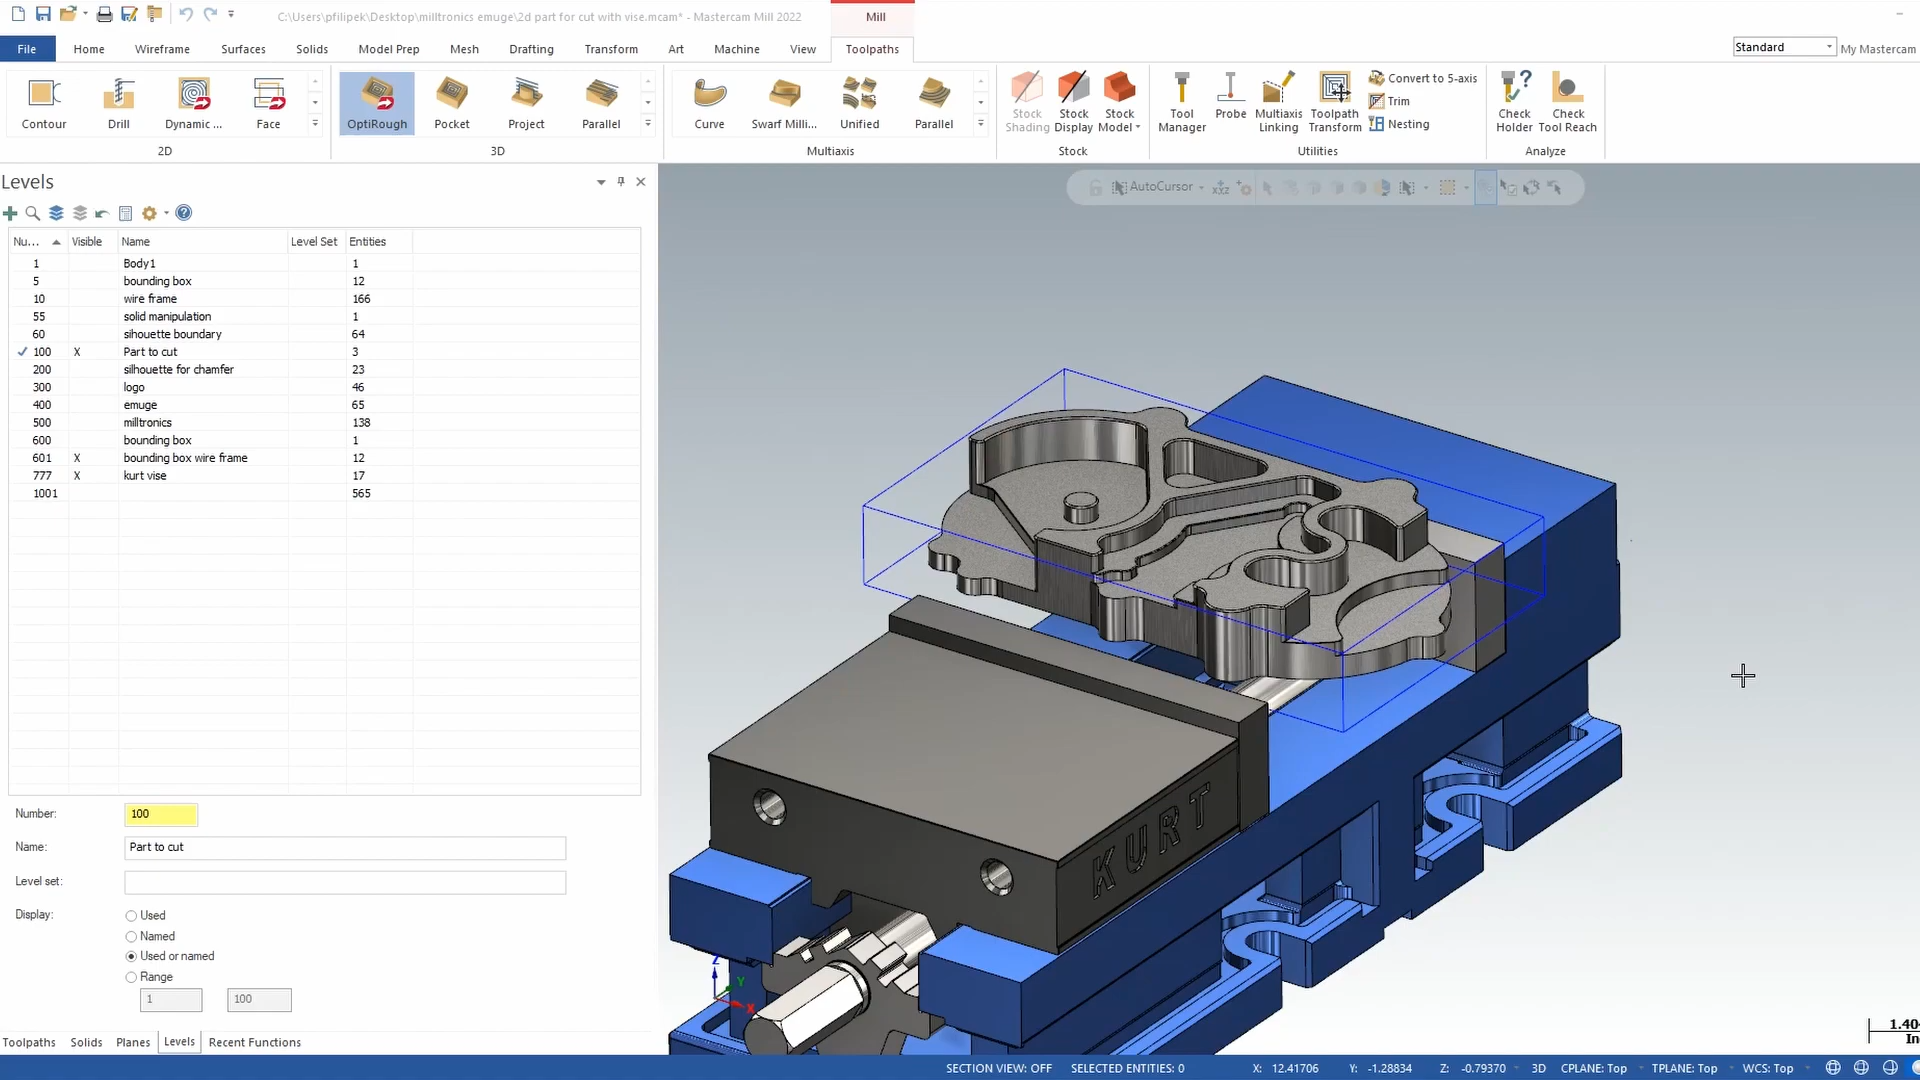 C:\Users\pfilipek\Desktop\milltronics emuge\2d part for cut with vise.mcam* - Mastercam Mill 2022
Mill
File Home Wireframe Surfaces Solids Model Prep Mesh Drafting Transform Art Machine View Toolpaths
Standard My Mastercam
Contour Drill Dynamic ... Face
OptiRough Pocket Project Parallel
Curve Swarf Milli... Unified Parallel
Stock Shading Stock Display Stock Model
Tool Manager Probe Multiaxis Linking Toolpath Transform
Convert to 5-axis
Trim
Nesting
Check Holder Check Tool Reach
2D 3D Multiaxis Stock Utilities Analyze
Levels
AutoCursor
Nu... Visible Name Level Set Entities
1 Body1 1
5 bounding box 12
10 wire frame 166
55 solid manipulation 1
60 sihouette boundary 64
100 X Part to cut 3
200 silhouette for chamfer 23
300 logo 46
400 emuge 65
500 milltronics 138
600 bounding box 1
601 X bounding box wire frame 12
777 X kurt vise 17
1001 565
Number: 100
Name: Part to cut
Level set:
Display: Used
Named
Used or named
Range
1 100
KURT
Z
Y
X
1.40
In
Toolpaths Solids Planes Levels Recent Functions
SECTION VIEW: OFF SELECTED ENTITIES: 0 X: 12.41706 Y: -1.28834 Z: -0.79370 3D CPLANE: Top TPLANE: Top WCS: Top